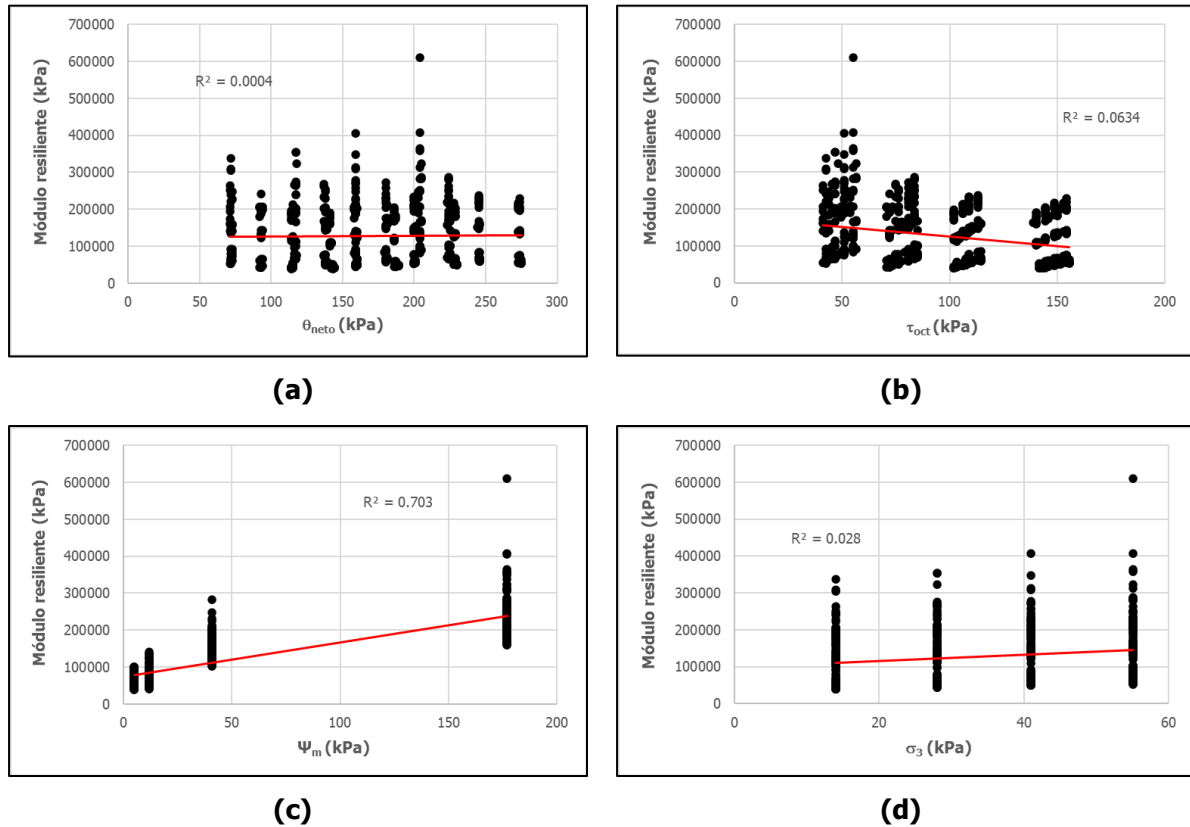 Módulo resiliente (kPa)
700000
600000
500000
400000
300000
200000
100000
0
R² = 0.0004
0 50 100 150 200 250 300
θneto (kPa)
(a)
Módulo resiliente (kPa)
700000
600000
500000
400000
300000
200000
100000
0
R² = 0.0634
0 50 100 150 200
τoct (kPa)
(b)
Módulo resiliente (kPa)
700000
600000
500000
400000
300000
200000
100000
0
R² = 0.703
0 50 100 150 200
Ψm (kPa)
(c)
Módulo resiliente (kPa)
700000
600000
500000
400000
300000
200000
100000
0
R² = 0.028
0 20 40 60
σ3 (kPa)
(d)